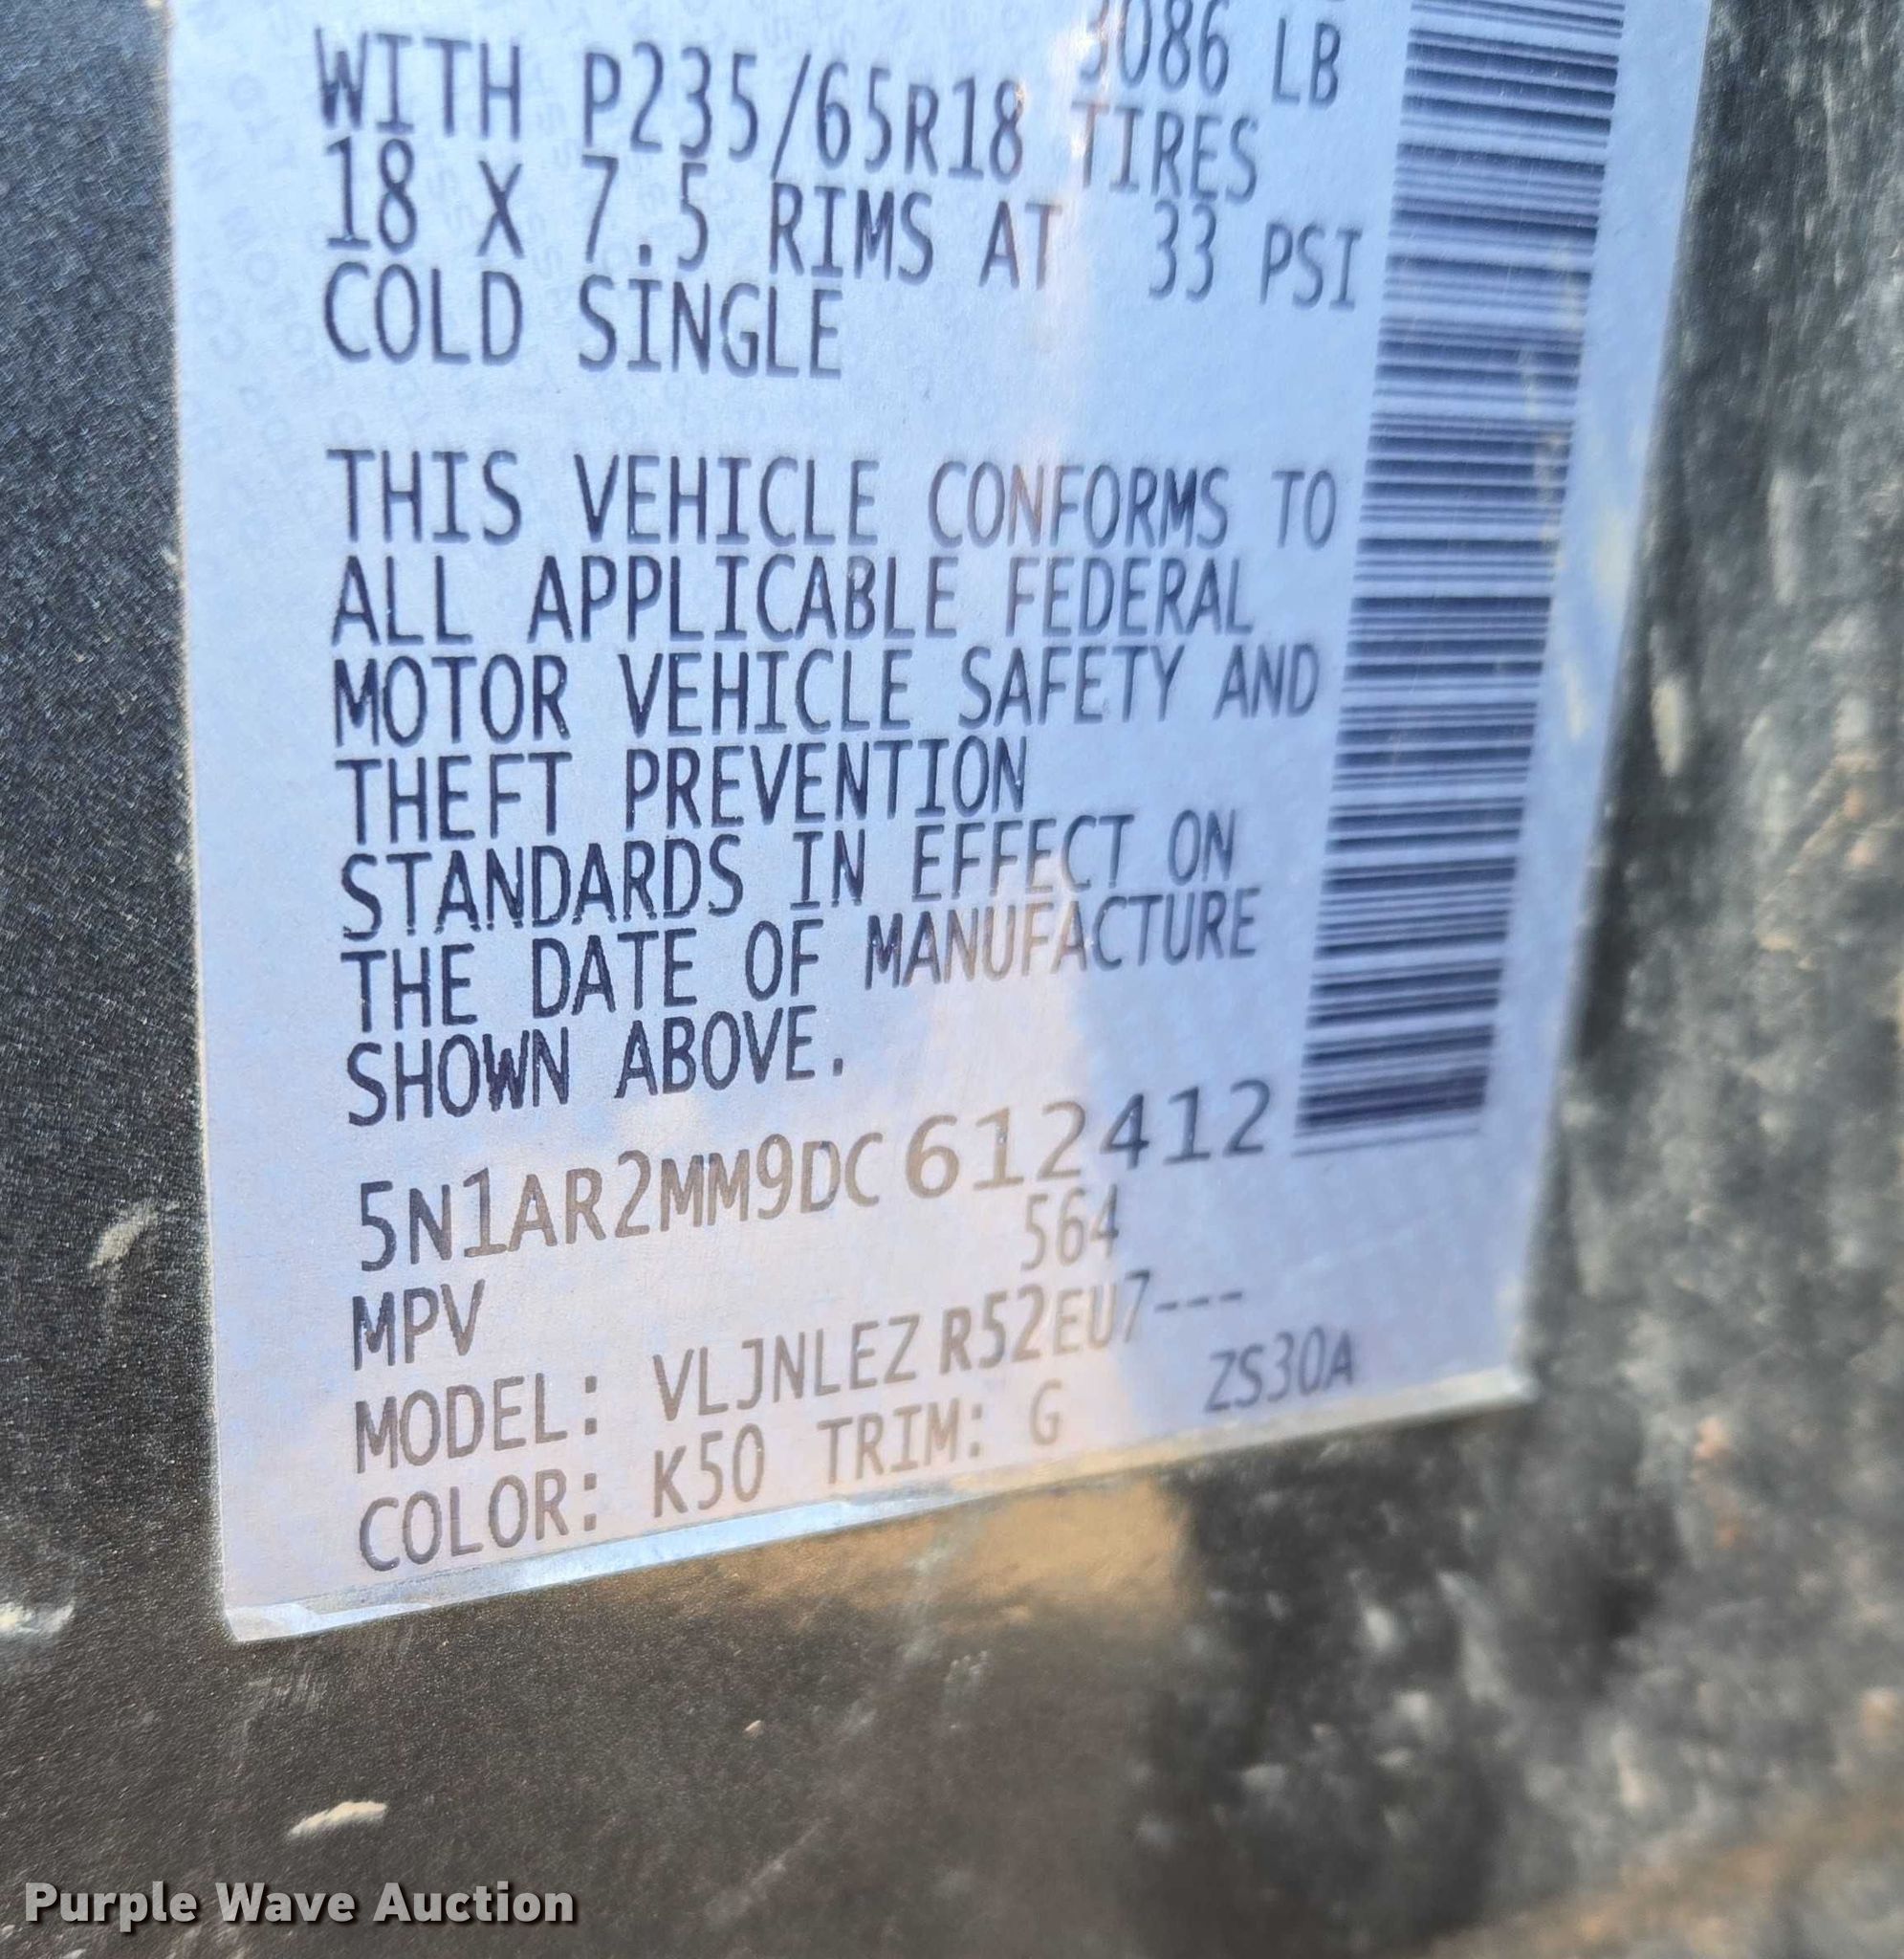 3086 LB
WITH P235/65R18 TIRES
18 X 7.5 RIMS AT 33 PSI
COLD SINGLE
THIS VEHICLE CONFORMS TO
ALL APPLICABLE FEDERAL
MOTOR VEHICLE SAFETY AND
THEFT PREVENTION
STANDARDS IN EFFECT ON
THE DATE OF MANUFACTURE
SHOWN ABOVE.
5N1AR2MM9DC612412
564
MPV
MODEL: VLJNLEZ R52EU7---
COLOR: K50 TRIM: G ZS30A
Purple Wave Auction